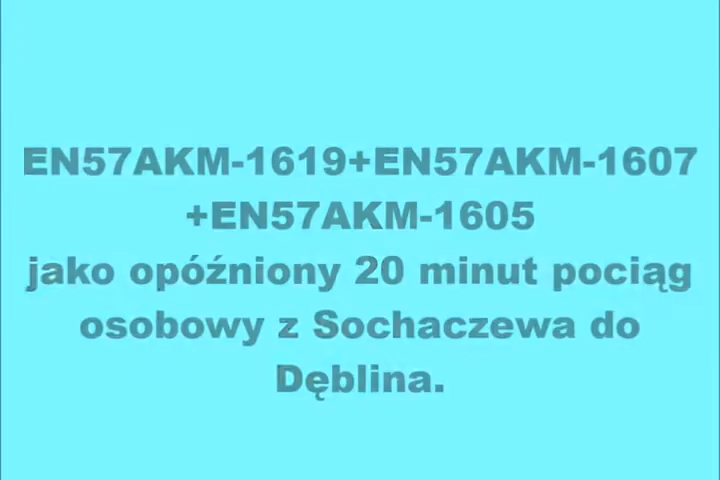 EN57AKM-1619+EN57AKM-1607
+EN57AKM-1605
jako opóźniony 20 minut pociąg
osobowy z Sochaczewa do
Dęblina.